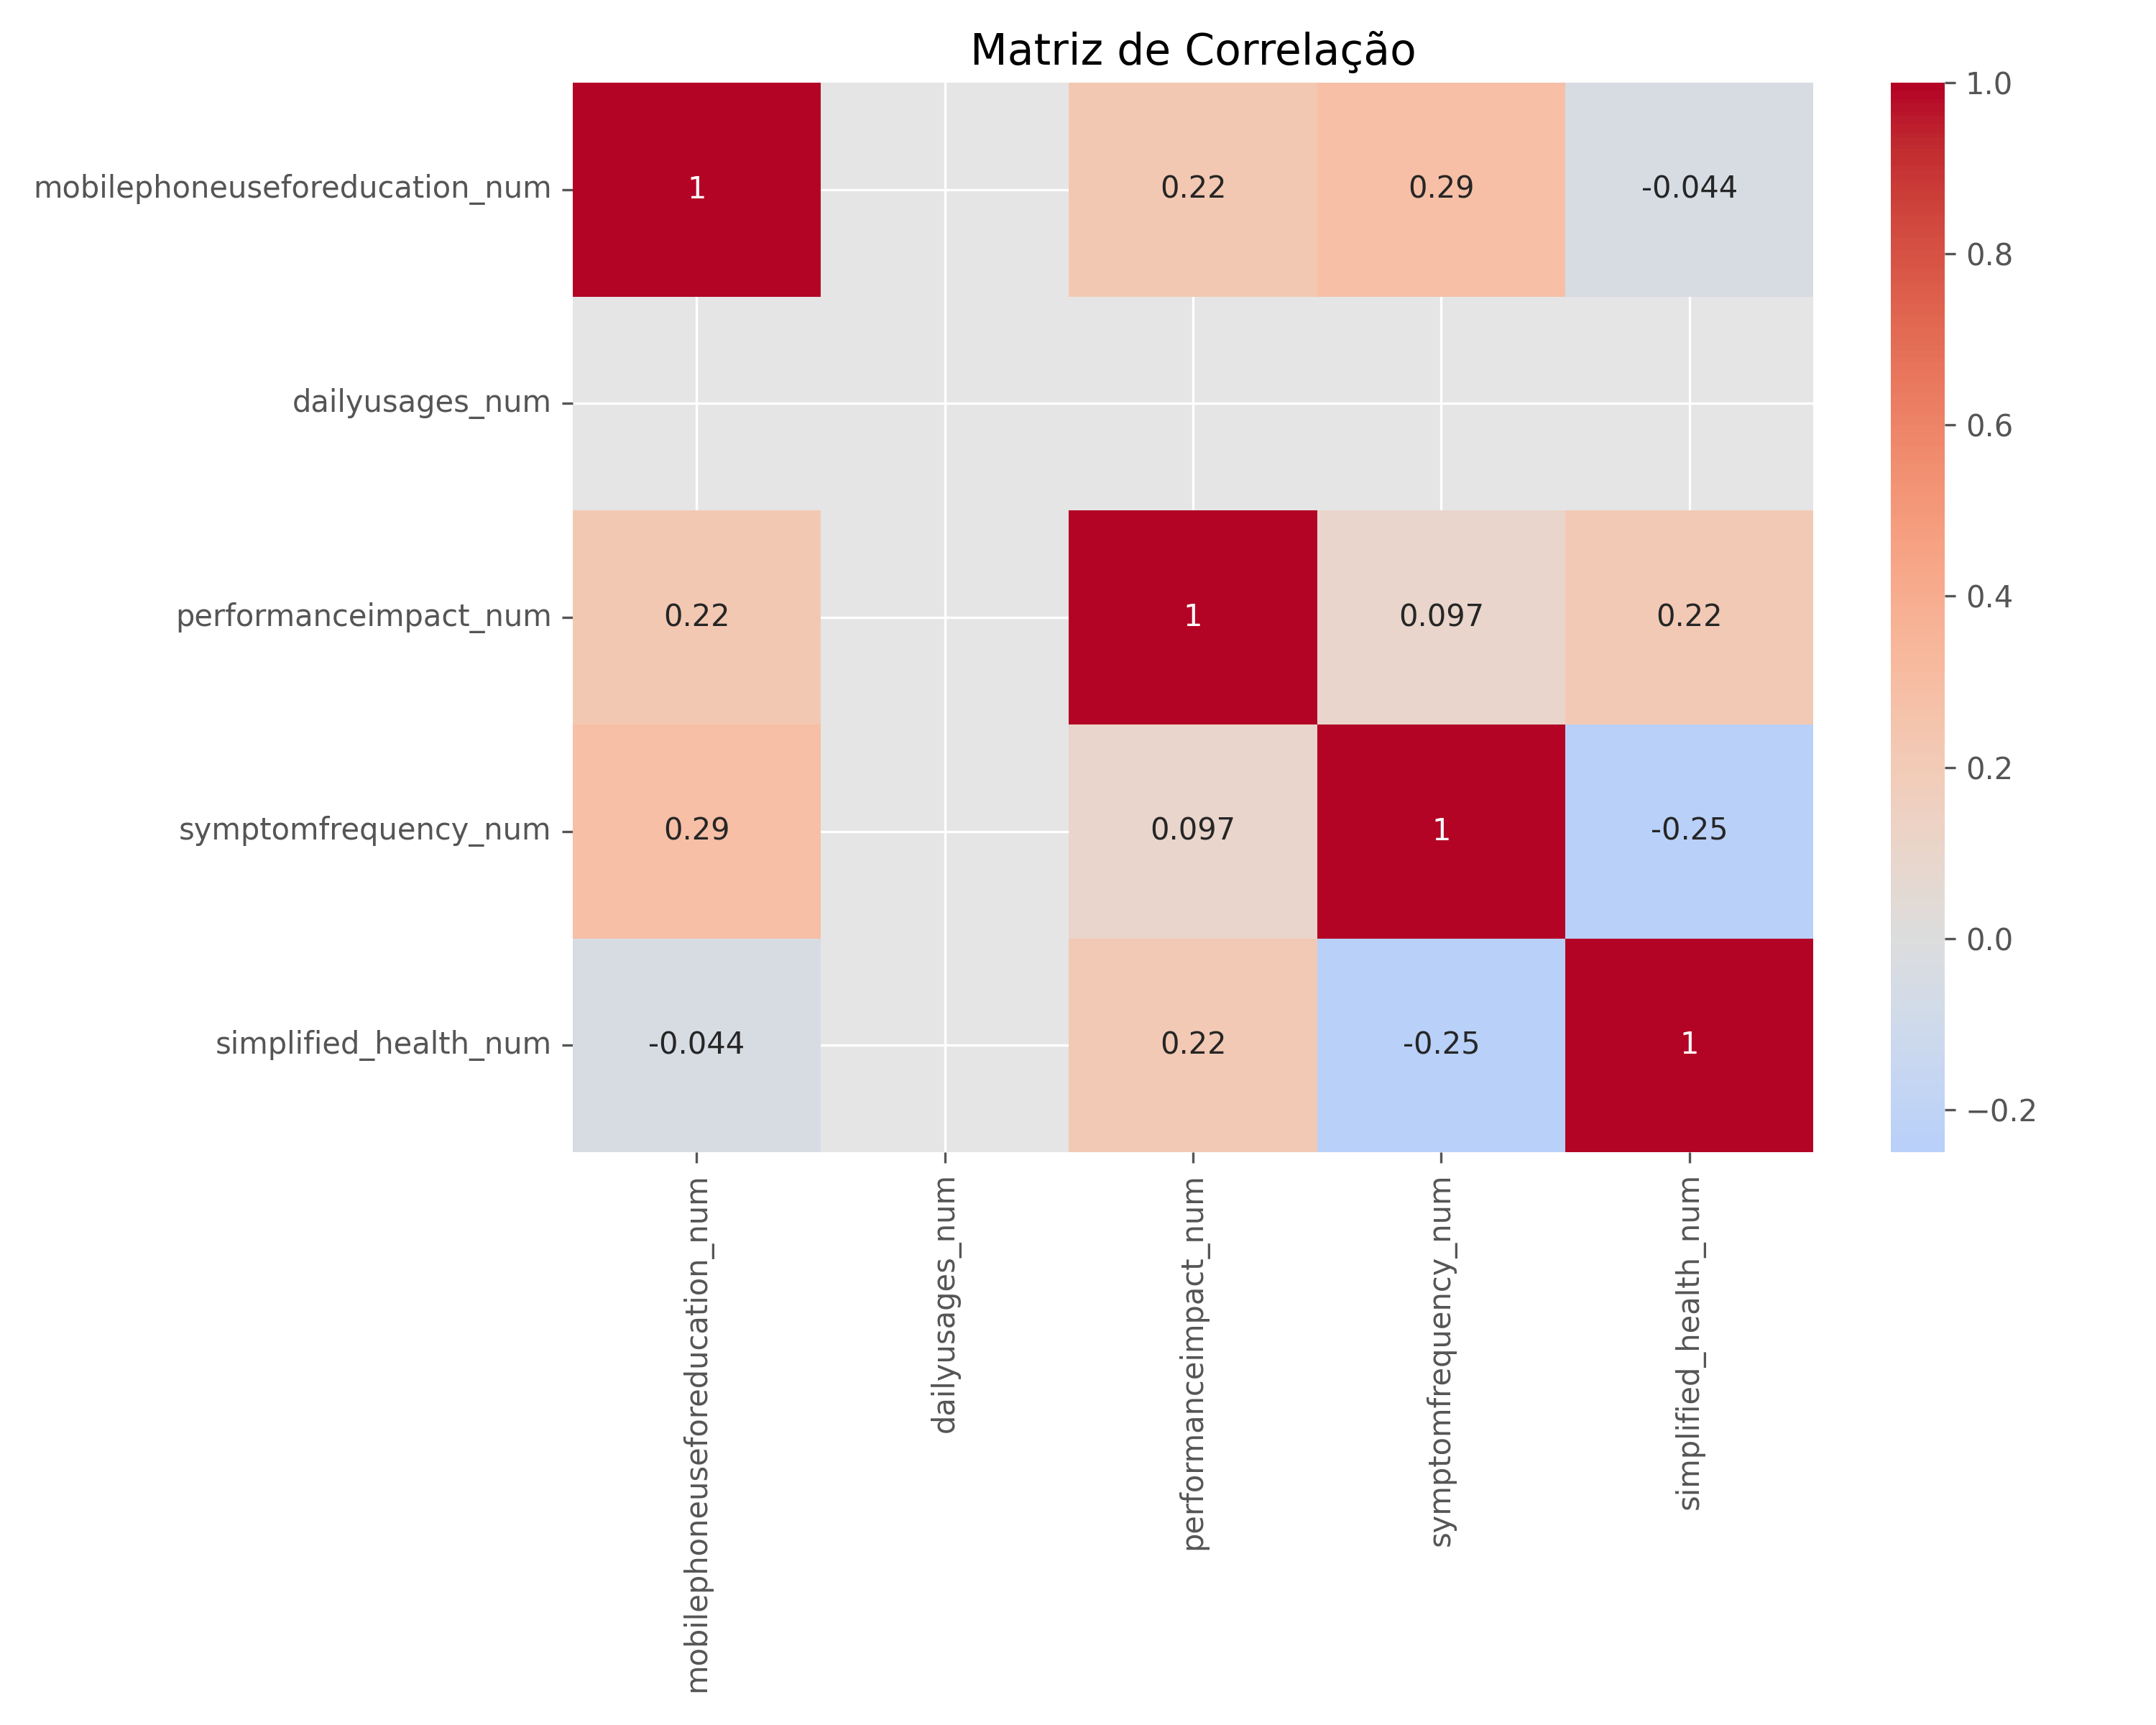 Matriz de Correlação
mobilephoneuseforeducation_num 1 0.22 0.29 -0.044
dailyusages_num
performanceimpact_num 0.22 1 0.097 0.22
symptomfrequency_num 0.29 0.097 1 -0.25
simplified_health_num -0.044 0.22 -0.25 1
mobilephoneuseforeducation_num
dailyusages_num
performanceimpact_num
symptomfrequency_num
simplified_health_num
1.0
0.8
0.6
0.4
0.2
0.0
−0.2